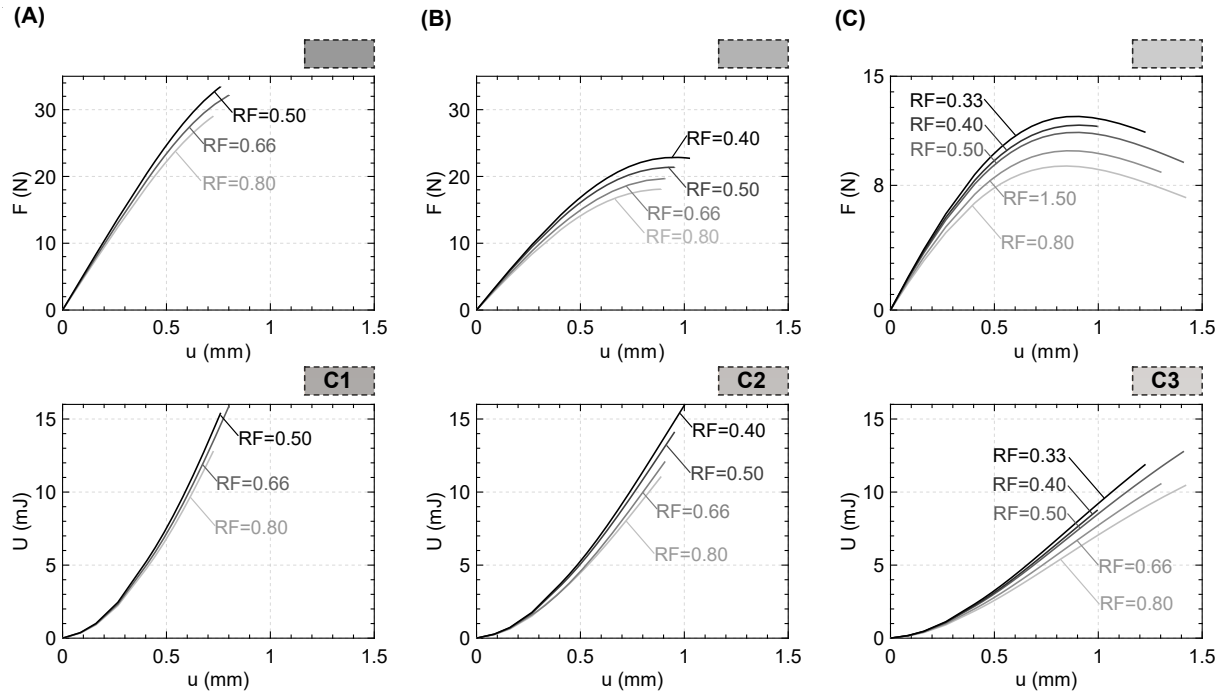 (A)
(B)
(C)
F (N)
30
20
10
0
RF=0.50
RF=0.66
RF=0.80
0 0.5 1 1.5
u (mm)
F (N)
30
20
10
0
RF=0.40
RF=0.50
RF=0.66
RF=0.80
0 0.5 1 1.5
u (mm)
F (N)
15
8
0
RF=0.33
RF=0.40
RF=0.50
RF=1.50
RF=0.80
0 0.5 1 1.5
u (mm)
C1
U (mJ)
15
10
5
0
RF=0.50
RF=0.66
RF=0.80
0 0.5 1 1.5
u (mm)
C2
U (mJ)
15
10
5
0
RF=0.40
RF=0.50
RF=0.66
RF=0.80
0 0.5 1 1.5
u (mm)
C3
U (mJ)
15
10
5
0
RF=0.33
RF=0.40
RF=0.50
RF=0.66
RF=0.80
0 0.5 1 1.5
u (mm)